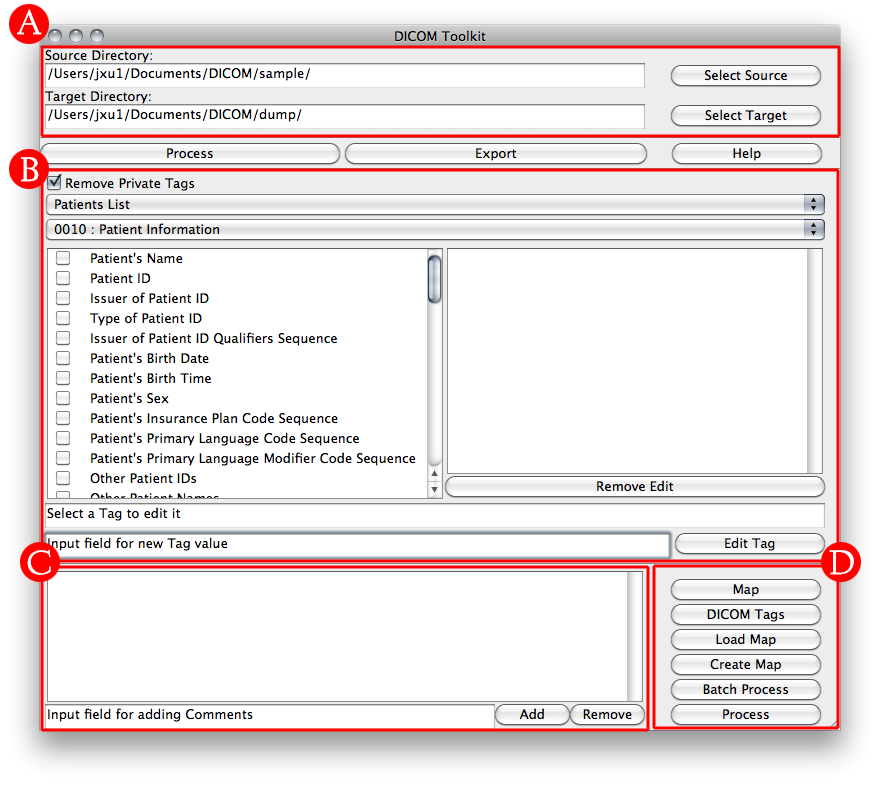 A
DICOM Toolkit
Source Directory:
/Users/jxu1/Documents/DICOM/sample/
Select Source
Target Directory:
/Users/jxu1/Documents/DICOM/dump/
Select Target
Process
Export
Help
B
Remove Private Tags
Patients List
0010 : Patient Information
Patient's Name
Patient ID
Issuer of Patient ID
Type of Patient ID
Issuer of Patient ID Qualifiers Sequence
Patient's Birth Date
Patient's Birth Time
Patient's Sex
Patient's Insurance Plan Code Sequence
Patient's Primary Language Code Sequence
Patient's Primary Language Modifier Code Sequence
Other Patient IDs
Other Patient Names
Remove Edit
Select a Tag to edit it
Input field for new Tag value
Edit Tag
C
D
Map
DICOM Tags
Load Map
Create Map
Batch Process
Input field for adding Comments
Add
Remove
Process